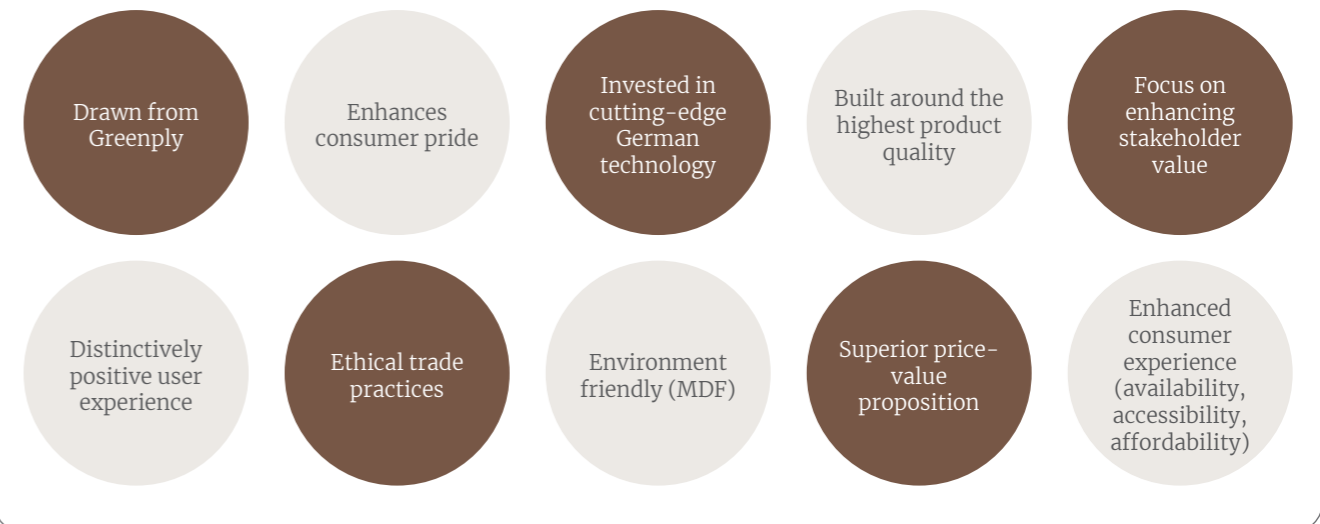 Drawn from
Greenply
Enhances
consumer pride
Invested in
cutting-edge
German
technology
Built around the
highest product
quality
Focus on
enhancing
stakeholder
value
Distinctively
positive user
experience
Ethical trade
practices
Environment
friendly (MDF)
Superior price-
value
proposition
Enhanced
consumer
experience
(availability,
accessibility,
affordability)